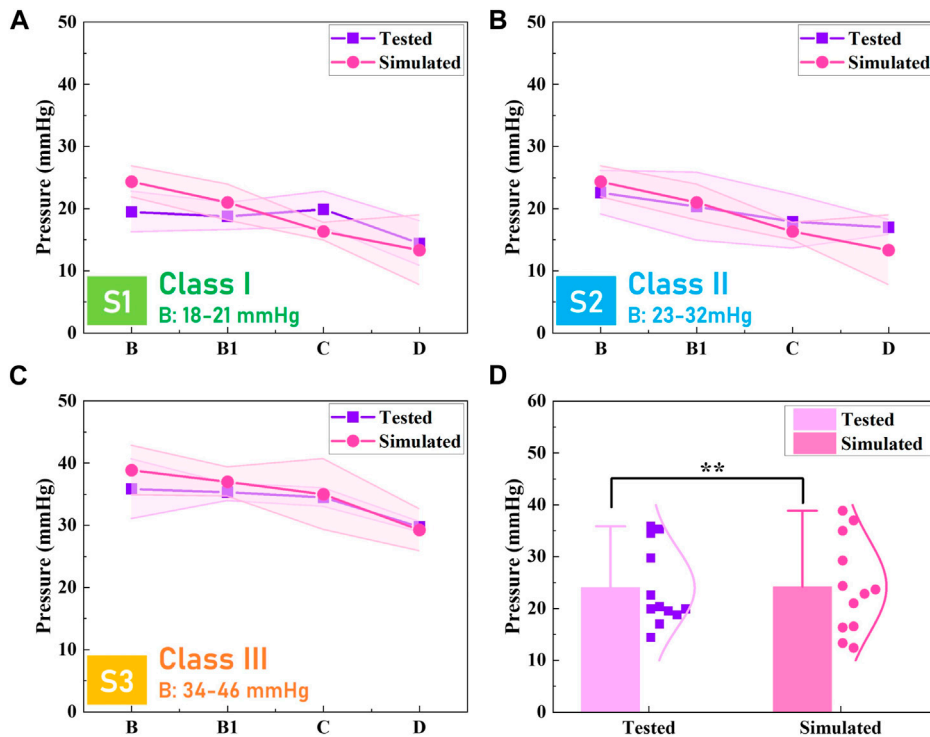 A
Pressure (mmHg)
50
40
30
20
10
0
Tested
Simulated
S1
Class I
B: 18-21 mmHg
B B1 C D
B
Pressure (mmHg)
50
40
30
20
10
0
Tested
Simulated
S2
Class II
B: 23-32mmHg
B B1 C D
C
Pressure (mmHg)
50
40
30
20
10
0
Tested
Simulated
S3
Class III
B: 34-46 mmHg
B B1 C D
D
Pressure (mmHg)
60
50
40
30
20
10
0
Tested
Simulated
**
Tested Simulated